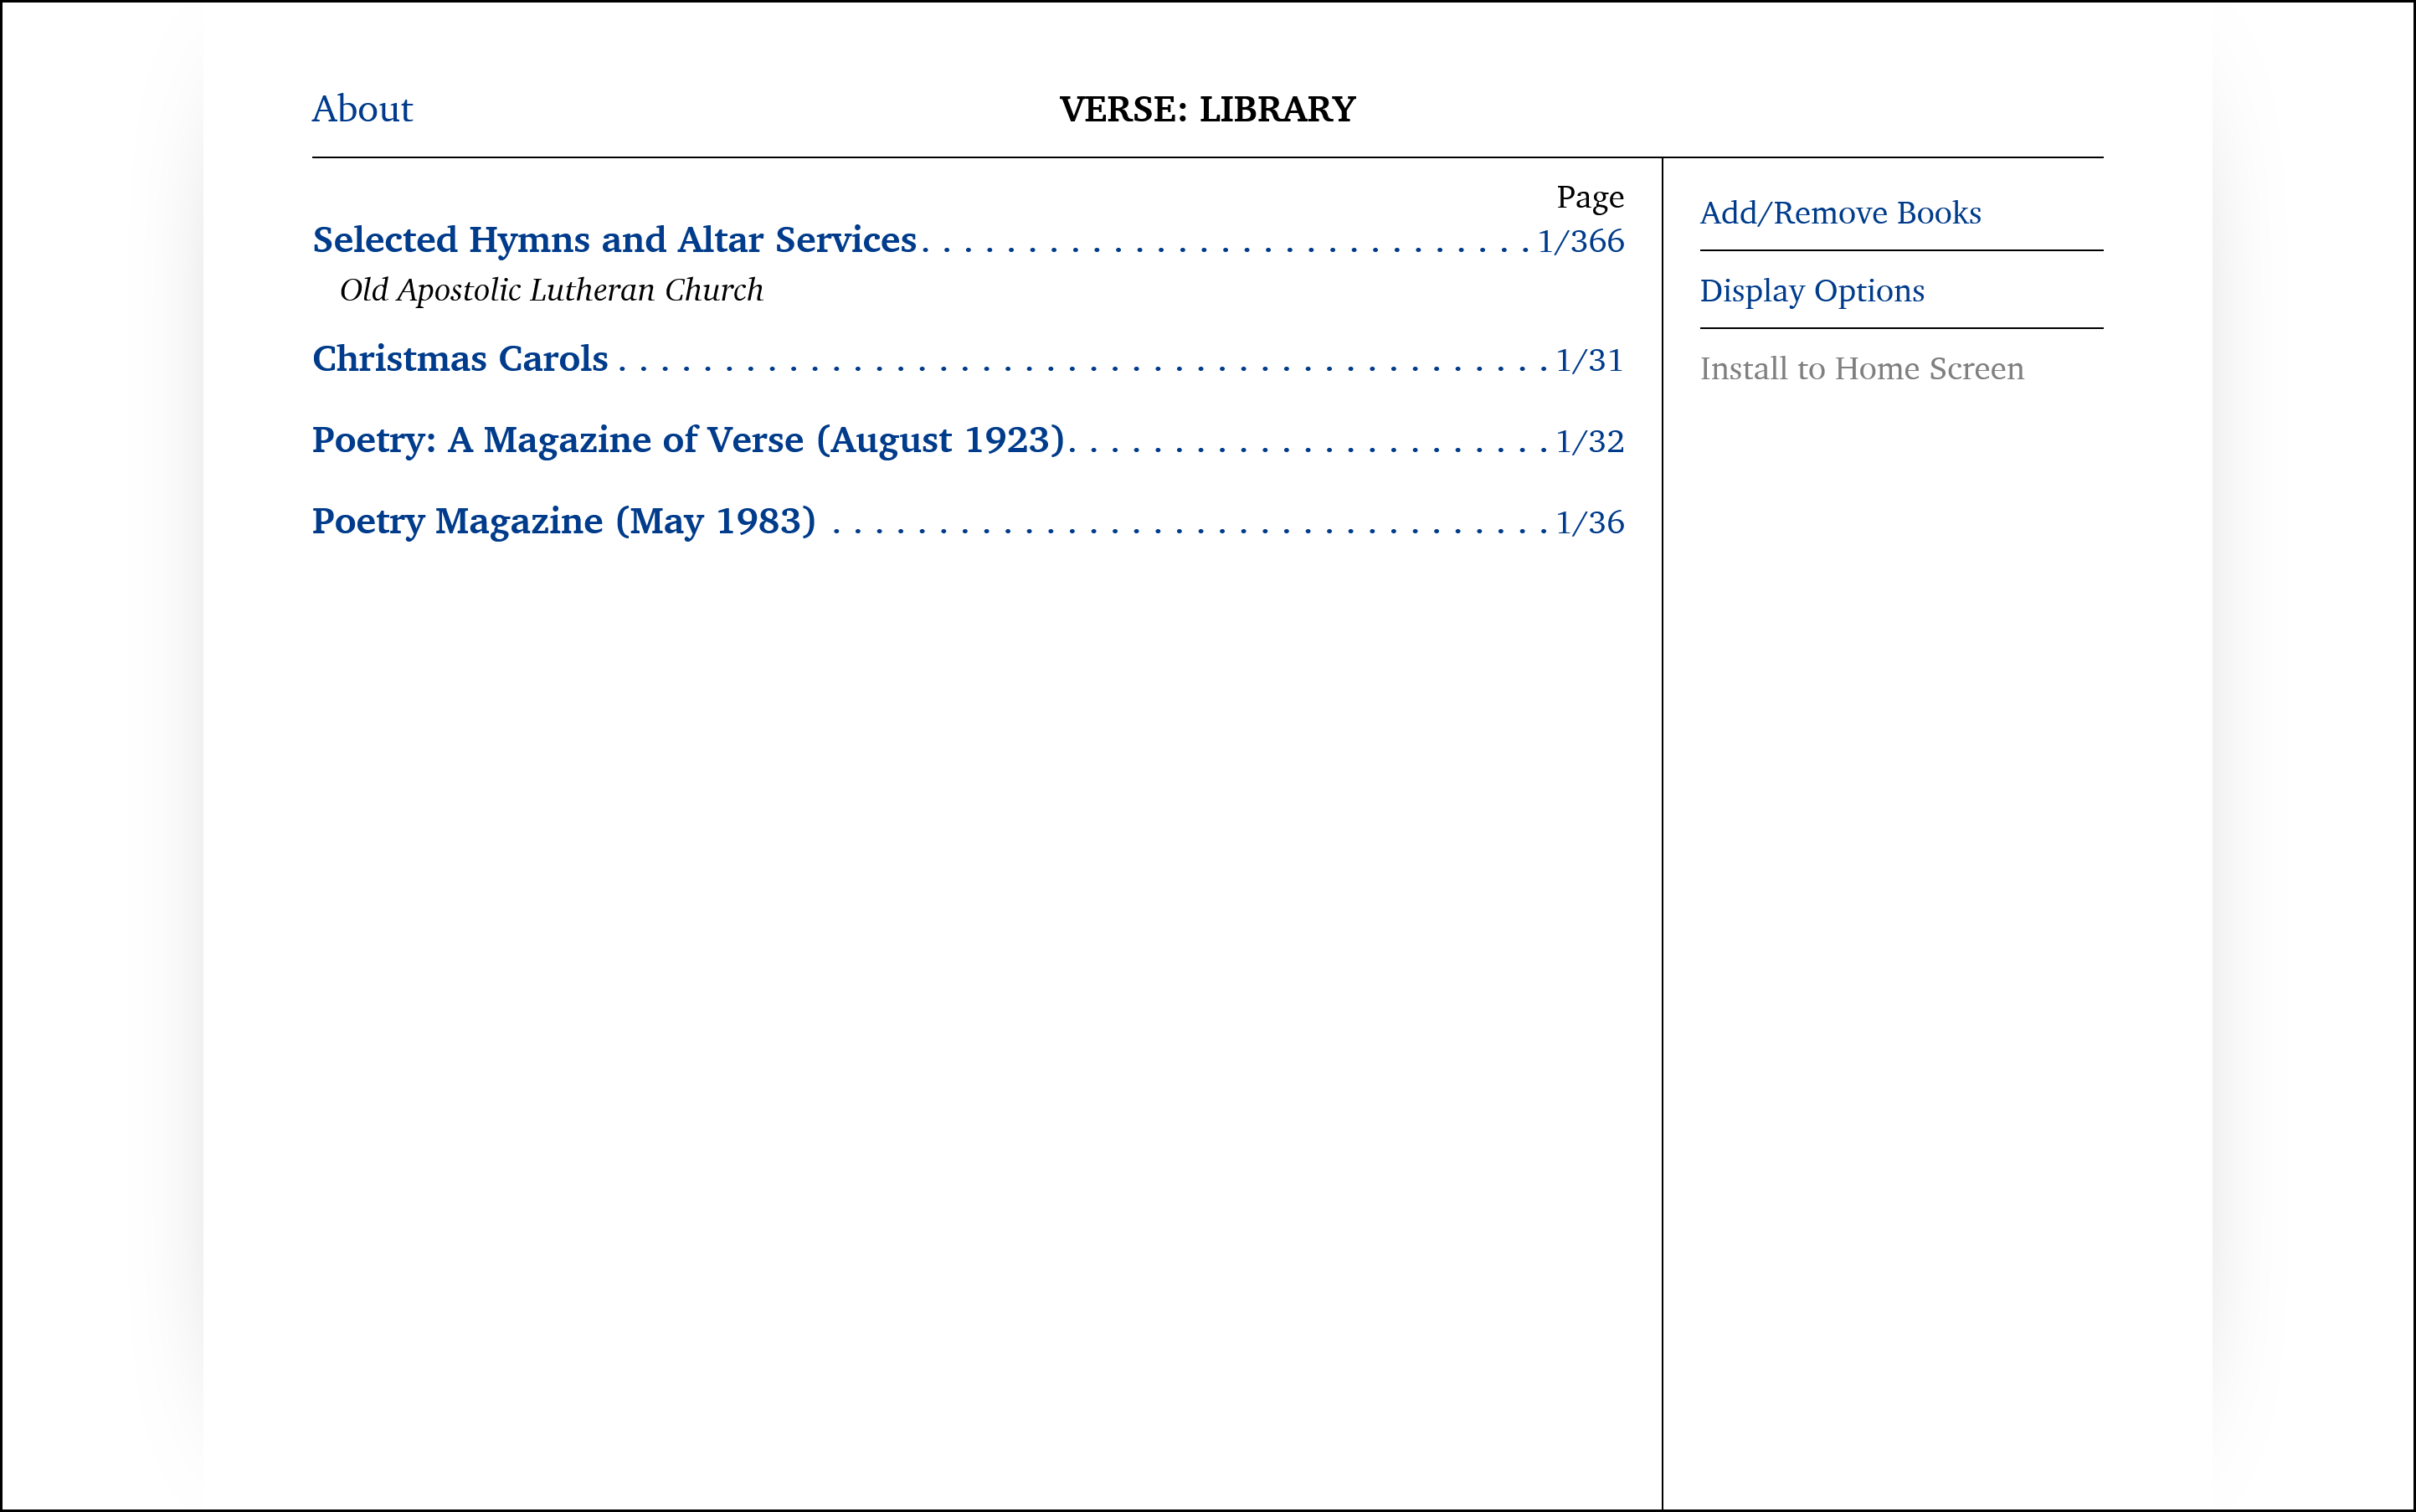 About
VERSE: LIBRARY
Page
Selected Hymns and Altar Services. . . . . . . . . . . . . . . . . . . . . . . . . . . . . 1/366
Old Apostolic Lutheran Church
Christmas Carols . . . . . . . . . . . . . . . . . . . . . . . . . . . . . . . . . . . . . . . . . . . . 1/31
Poetry: A Magazine of Verse (August 1923). . . . . . . . . . . . . . . . . . . . . . . 1/32
Poetry Magazine (May 1983) . . . . . . . . . . . . . . . . . . . . . . . . . . . . . . . . . . 1/36
Add/Remove Books
Display Options
Install to Home Screen